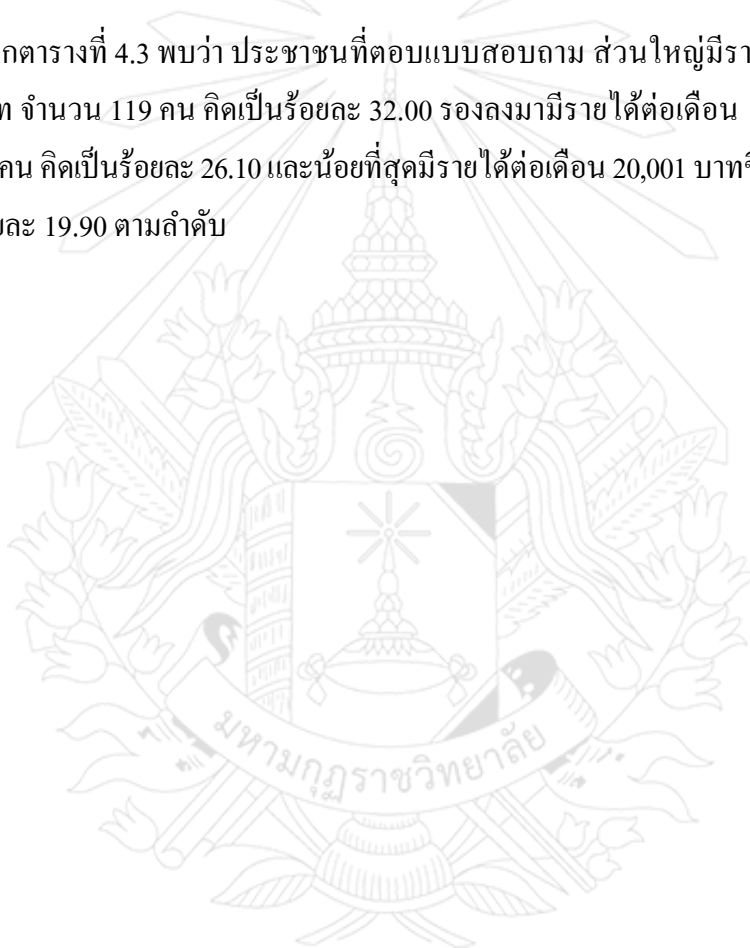 กตารางที่ 4.3 พบว่า ประชาชนที่ตอบแบบสอบถาม ส่วนใหญ่มีรา
ท จำนวน 119 คน คิดเป็นร้อยละ 32.00 รองลงมามีรายได้ต่อเดือน
คน คิดเป็นร้อยละ 26.10 และน้อยที่สุดมีรายได้ต่อเดือน 20,001 บาท
ละ 19.90 ตามลำดับ
มหามกุฏราชวิทยาลัย